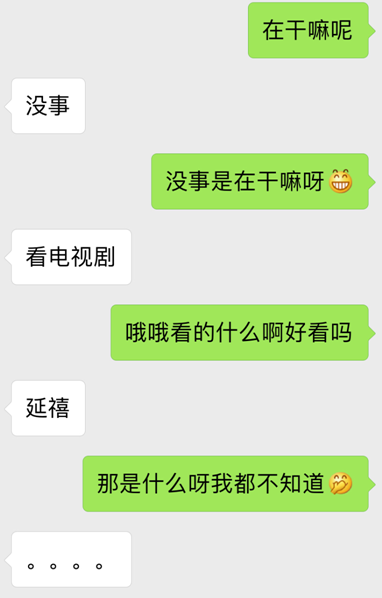 在干嘛呢
没事
没事是在干嘛呀😁
看电视剧
哦哦看的什么啊好看吗
延禧
那是什么呀我都不知道🤭
。。。。